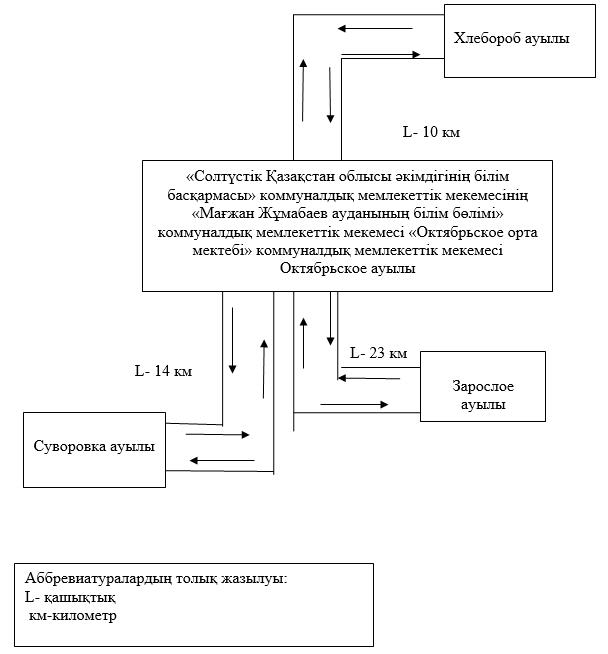 Хлебороб ауылы
L- 10 км
«Солтүстік Қазақстан облысы әкімдігінің білім
басқармасы» коммуналдық мемлекеттік мекемесінің
«Мағжан Жұмабаев ауданының білім бөлімі»
коммуналдық мемлекеттік мекемесі «Октябрьское орта
мектебі» коммуналдық мемлекеттік мекемесі
Октябрьское ауылы
L- 23 км
L- 14 км
Зарослое
ауылы
Суворовка ауылы
Аббревиатуралардың толық жазылуы:
L- қашықтық
км-километр